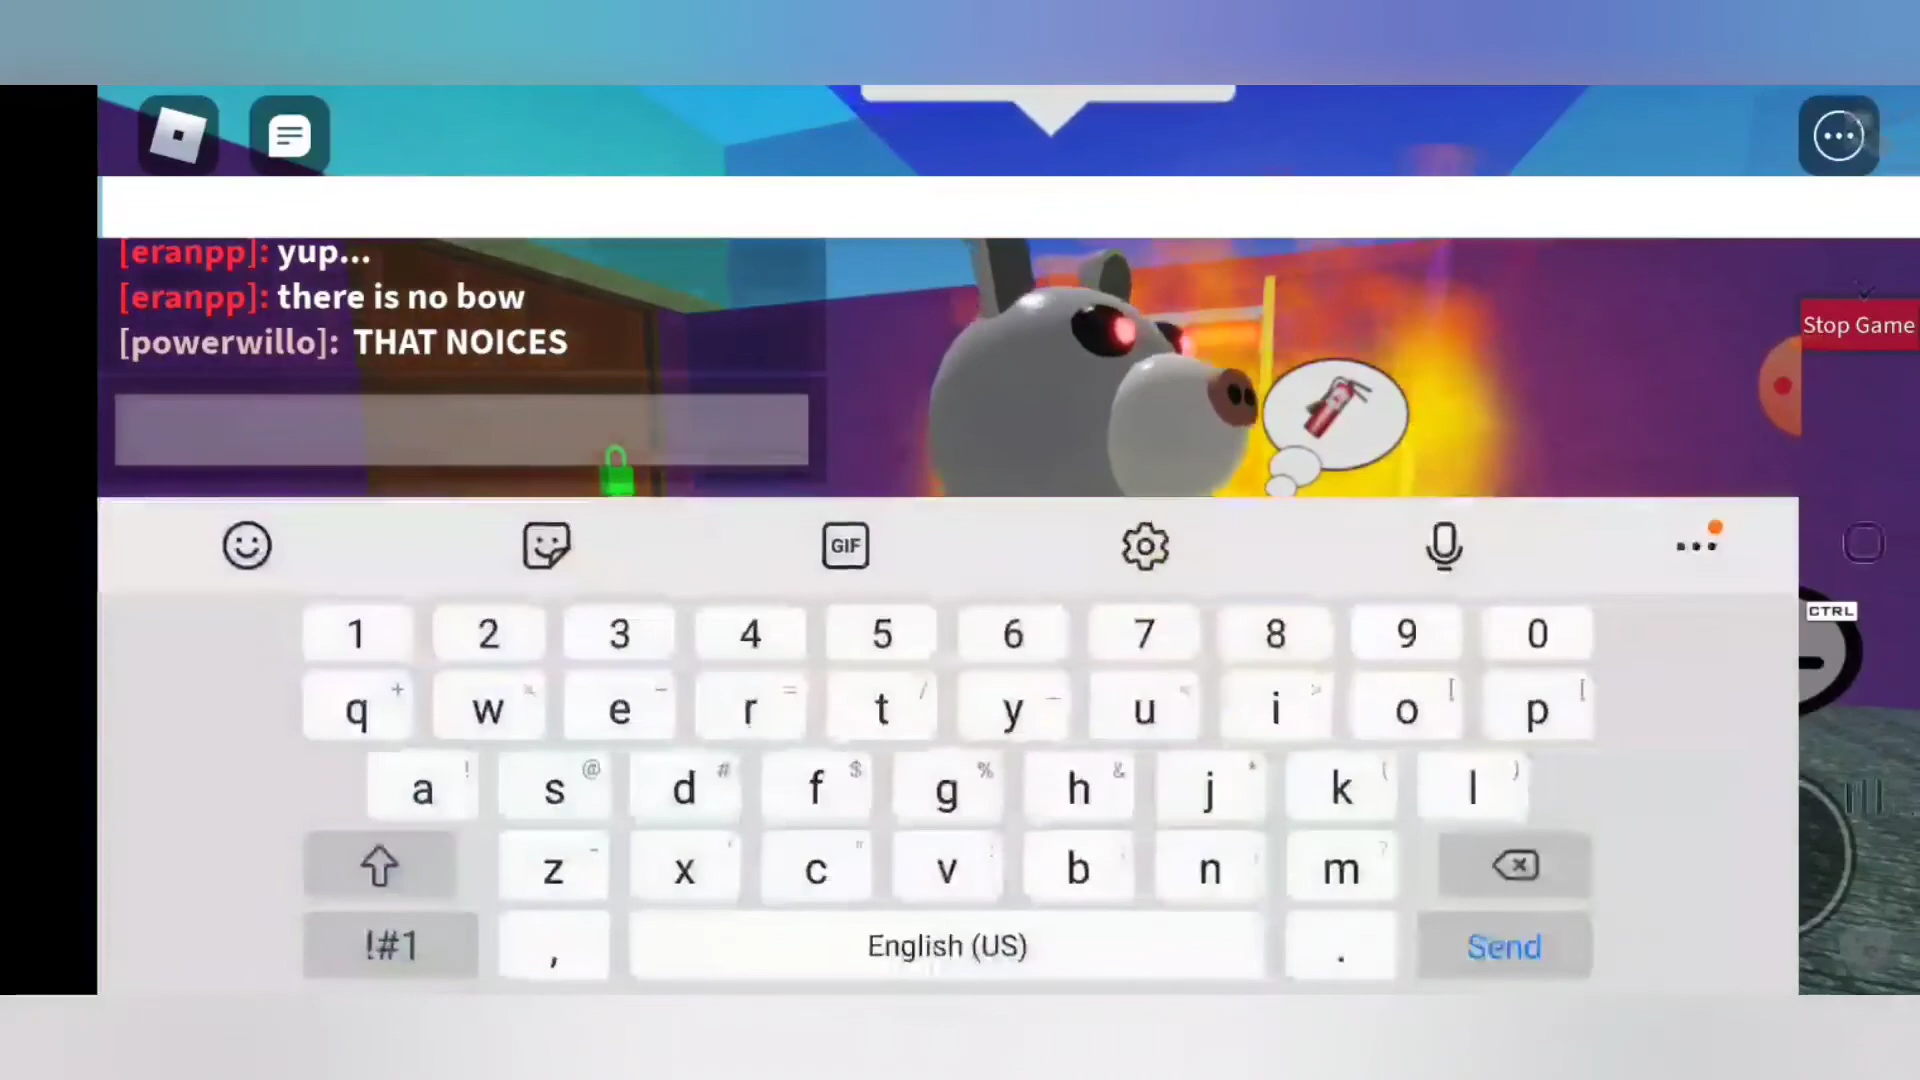 [eranpp]: yup...
[eranpp]: there is no bow
[powerwillo]: THAT NOICES
Stop Game
GIF
CTRL
1 2 3 4 5 6 7 8 9 0
q + w e - r = t / y _ u < i > o [ p
a ! s @ d # f $ g % h & j * k ( l )
z - x ' c " v : b ; n m ?
!#1 , English (US) . Send